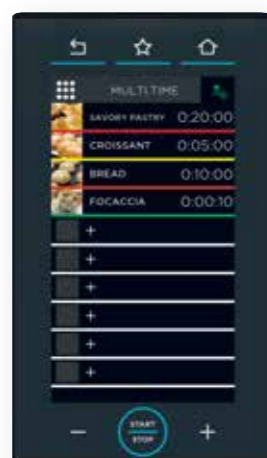 MULTITIME
SAVORY PASTRY 0:20:00
CROISSANT 0:05:00
BREAD 0:10:00
FOCACCIA 0:00:10
+
+
+
+
+
+
− START STOP +